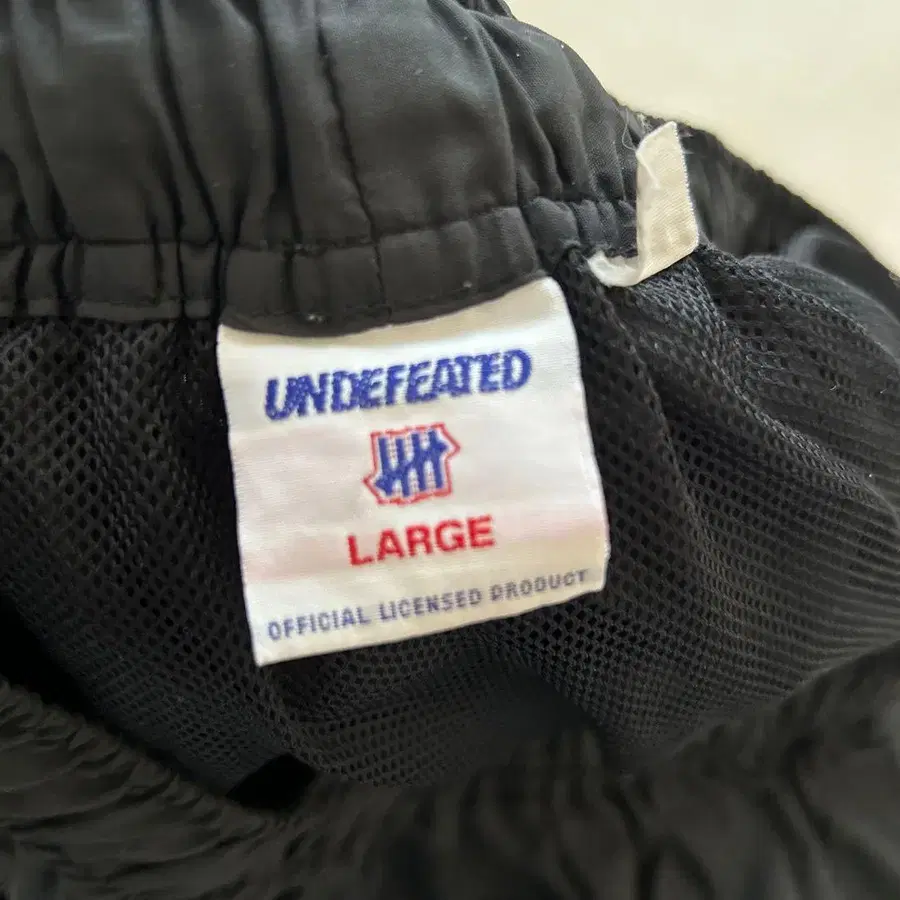 UNDEFEATED
LARGE
OFFICIAL LICENSED PRODUCT